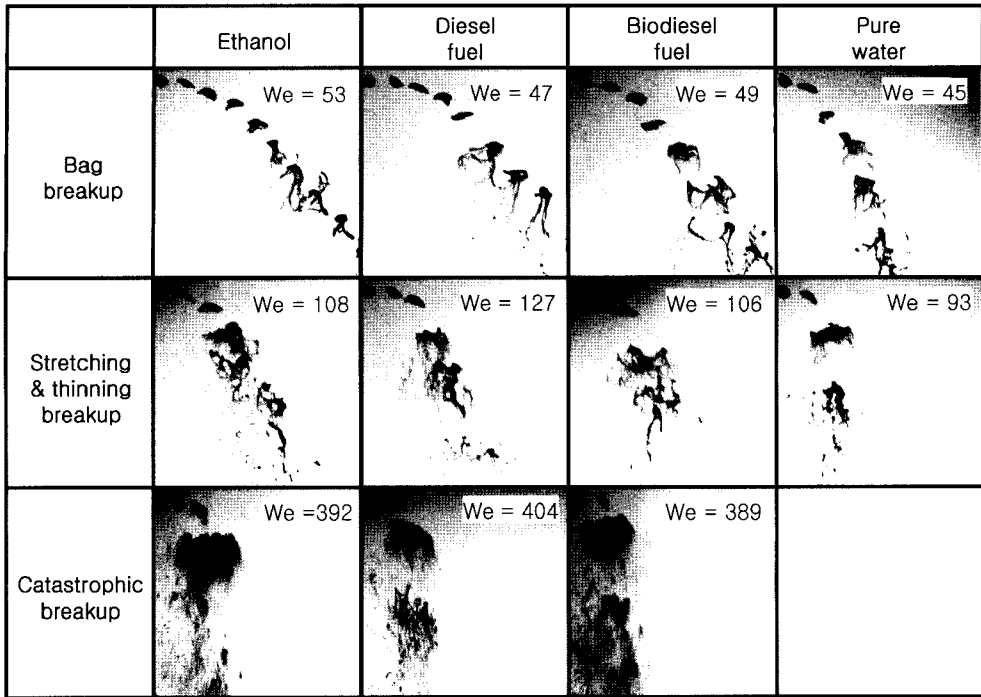 Ethanol
Diesel
fuel
Biodiesel
fuel
Pure
water
Bag
breakup
We = 53
We = 47
We = 49
We = 45
Stretching
& thinning
breakup
We = 108
We = 127
We = 106
We = 93
Catastrophic
breakup
We =392
We = 404
We = 389